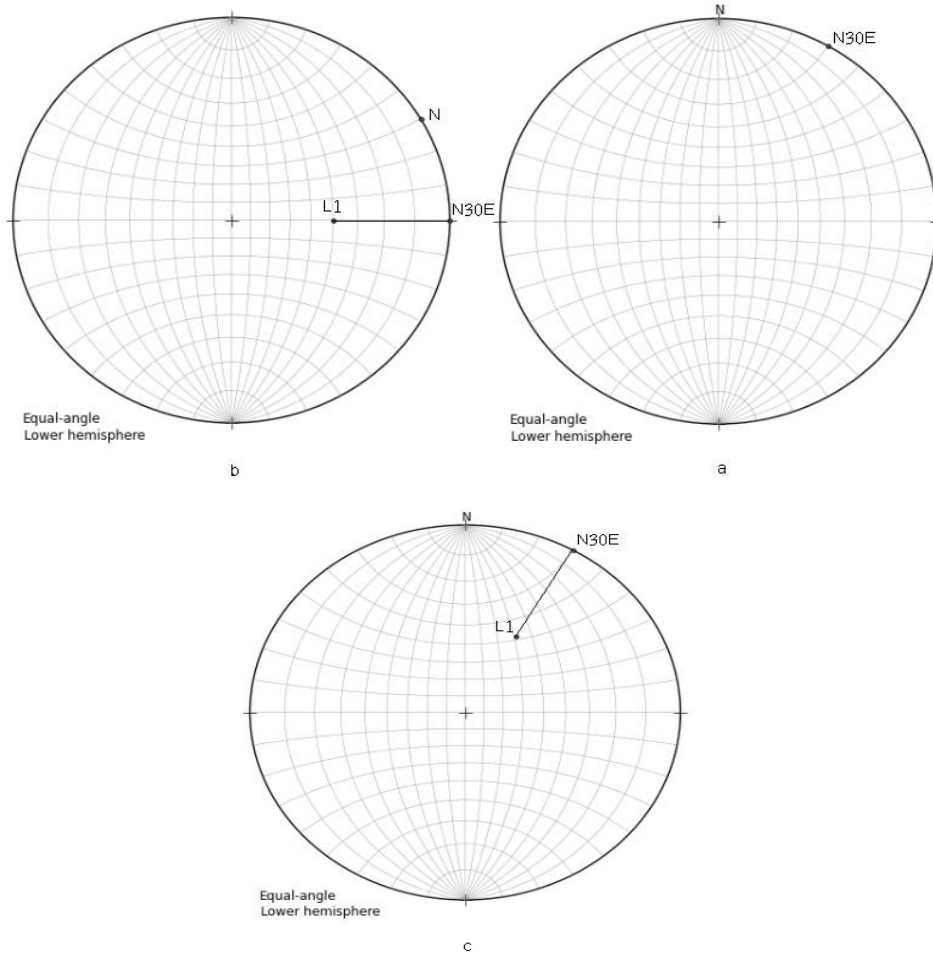 N
N30E
L1
N30E
N
Equal-angle
Lower hemisphere
b
Equal-angle
Lower hemisphere
a
N
N30E
L1
Equal-angle
Lower hemisphere
c